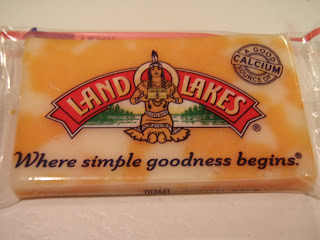 A GOOD
CALCIUM
SOURCE OF
LAND O LAKES
®
Where simple goodness begins.®